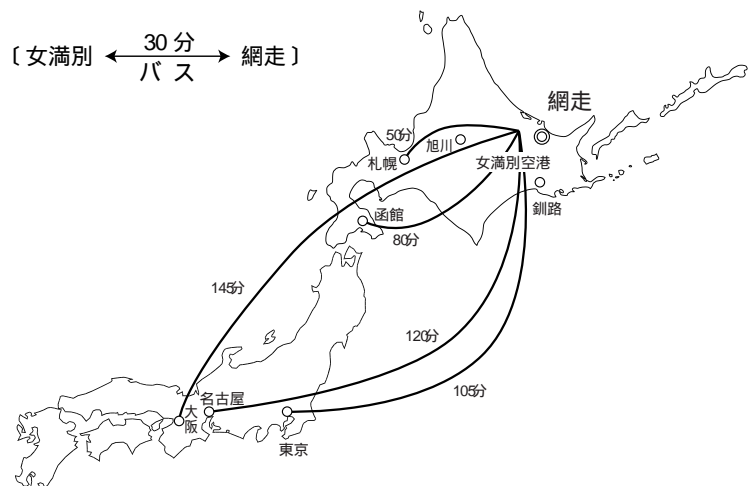 〔女満別 30分 網走〕
バス
網走
50分
旭川
札幌
女満別空港
函館
釧路
80分
145分
120分
105分
名古屋
大阪
東京